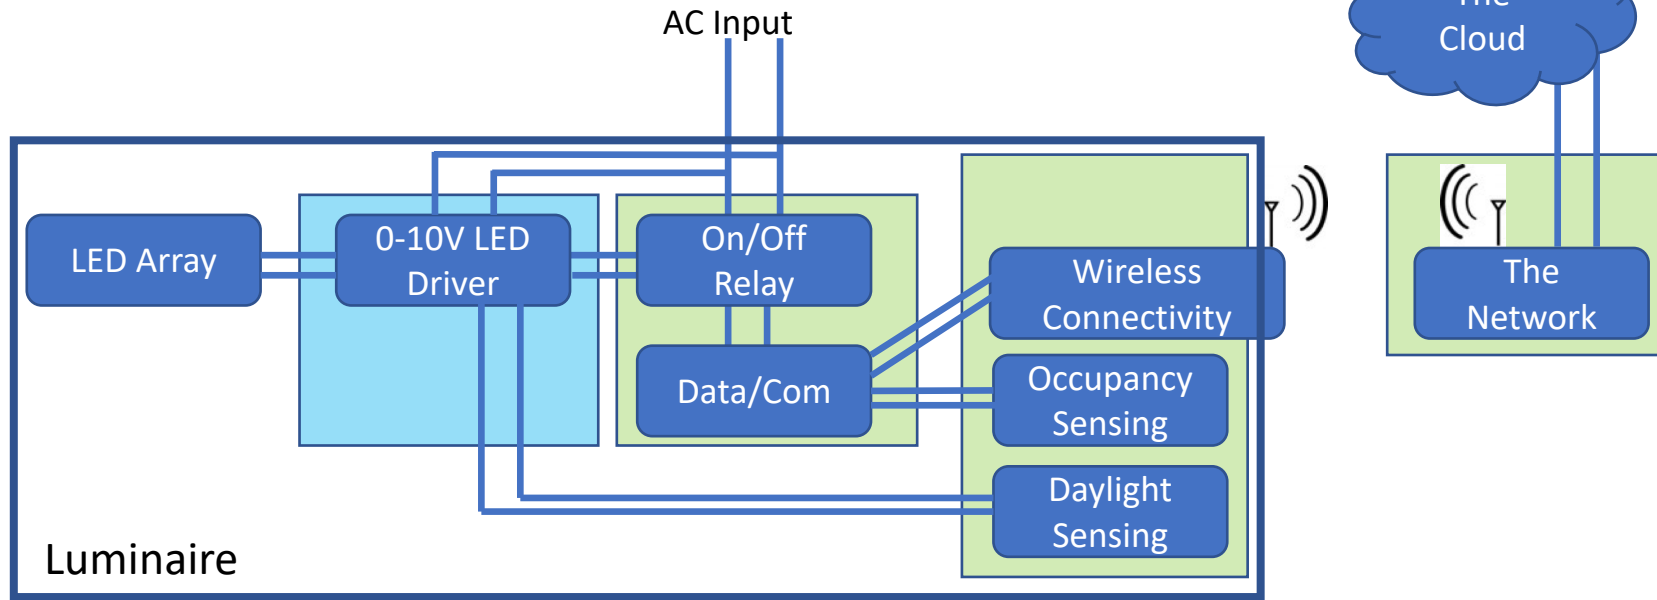 AC Input
The
Cloud
LED Array
0-10V LED
Driver
On/Off
Relay
Data/Com
Wireless
Connectivity
Occupancy
Sensing
Daylight
Sensing
The
Network
Luminaire